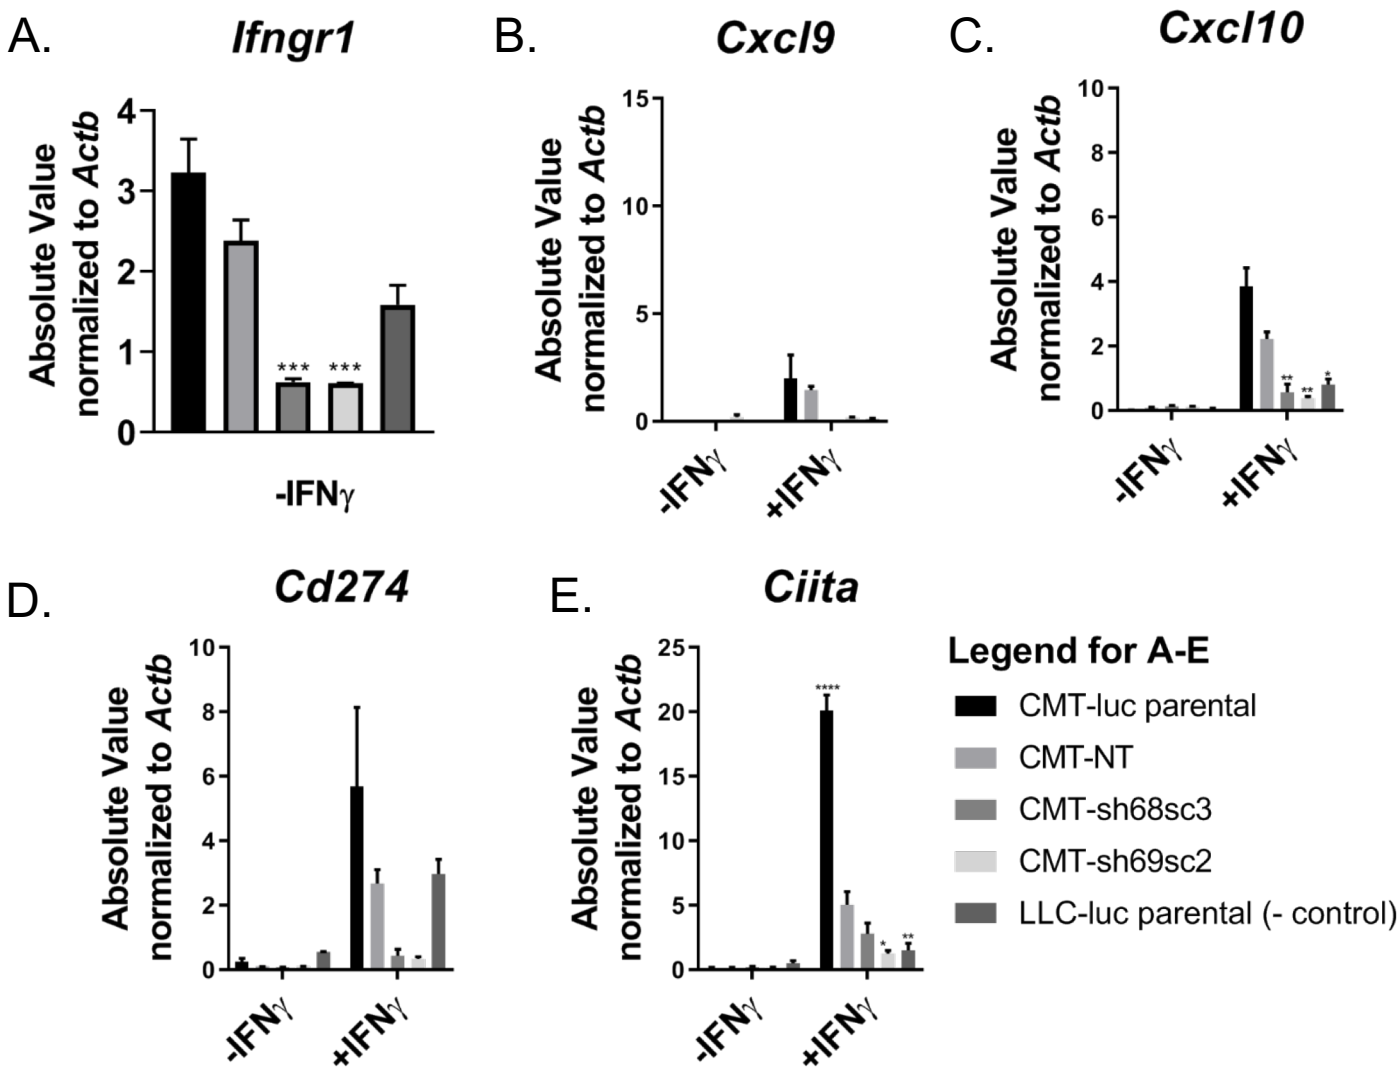 A.
Ifngr1
Absolute Value
normalized to Actb
4
3
2
1
0
***
***
-IFNγ
B.
Cxcl9
Absolute Value
normalized to Actb
15
10
5
0
-IFNγ
+IFNγ
C.
Cxcl10
Absolute Value
normalized to Actb
10
8
6
4
2
0
**
**
*
-IFNγ
+IFNγ
D.
Cd274
Absolute Value
normalized to Actb
10
8
6
4
2
0
-IFNγ
+IFNγ
E.
Ciita
Absolute Value
normalized to Actb
25
20
15
10
5
0
****
*
**
-IFNγ
+IFNγ
Legend for A-E
CMT-luc parental
CMT-NT
CMT-sh68sc3
CMT-sh69sc2
LLC-luc parental (- control)